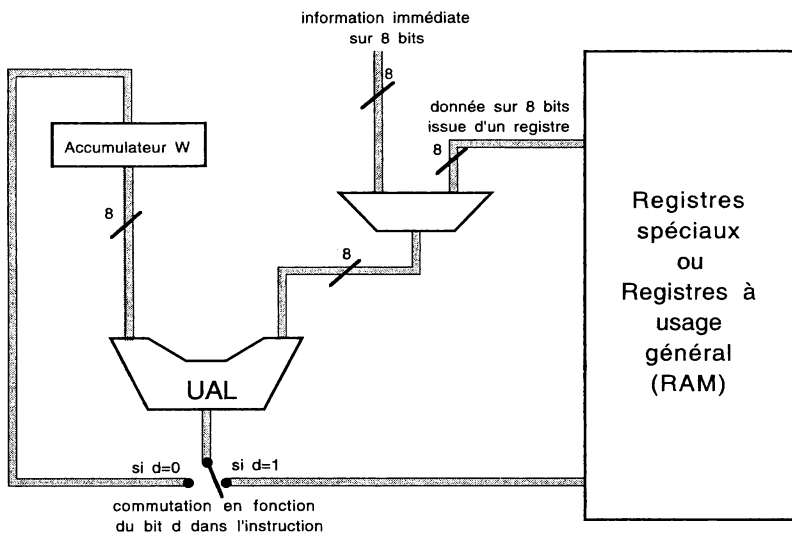 information immédiate
sur 8 bits
8
donnée sur 8 bits
issue d'un registre
8
Accumulateur W
8
8
Registres
spéciaux
ou
Registres à
usage
général
(RAM)
UAL
si d=0
si d=1
commutation en fonction
du bit d dans l'instruction